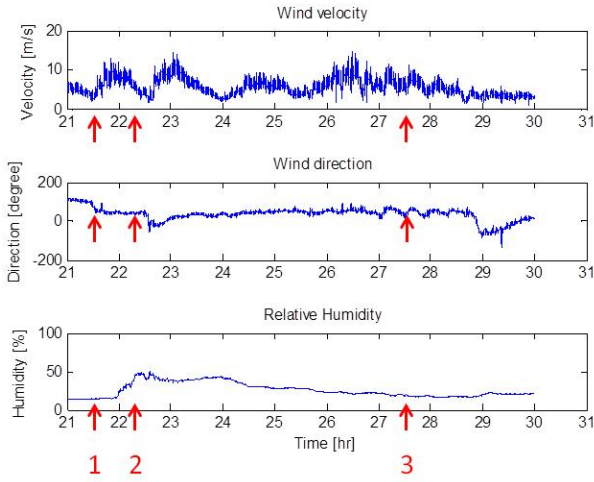 Wind velocity
Velocity [m/s]
20
10
0
21 22 23 24 25 26 27 28 29 30 31
Wind direction
Direction [degree]
200
0
-200
21 22 23 24 25 26 27 28 29 30 31
Relative Humidity
Humidity [%]
100
50
0
21 22 23 24 25 26 27 28 29 30 31
Time [hr]
1 2 3